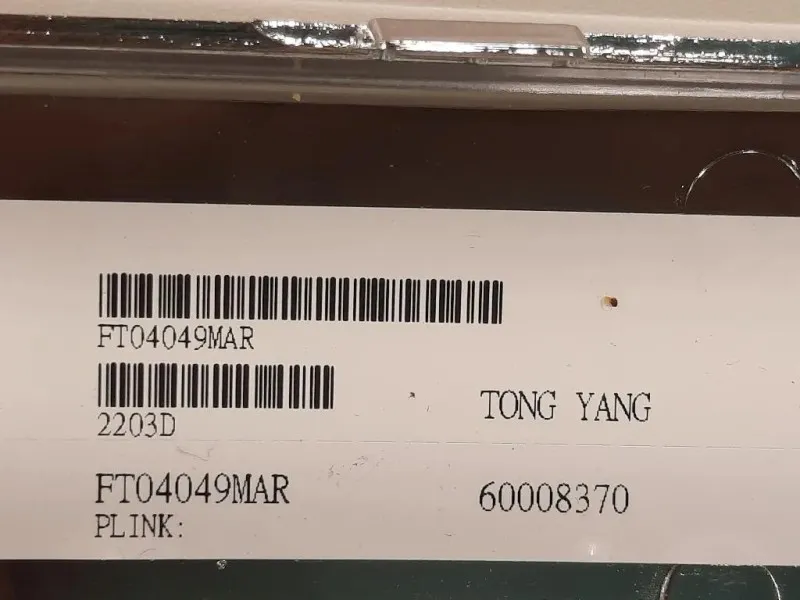 FT04049MAR
2203D
TONG YANG
FT04049MAR
60008370
PLINK: